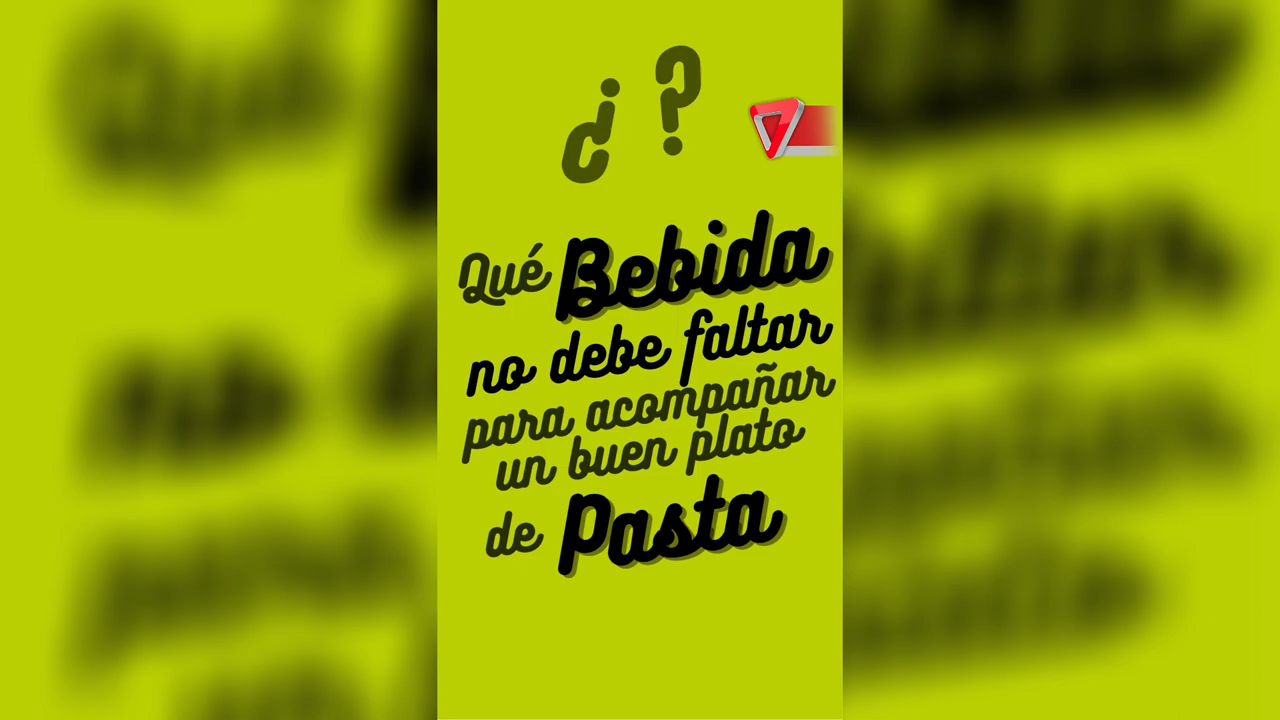 ¿?
Qué Bebida
no debe faltar
para acompañar
un buen plato
de Pasta